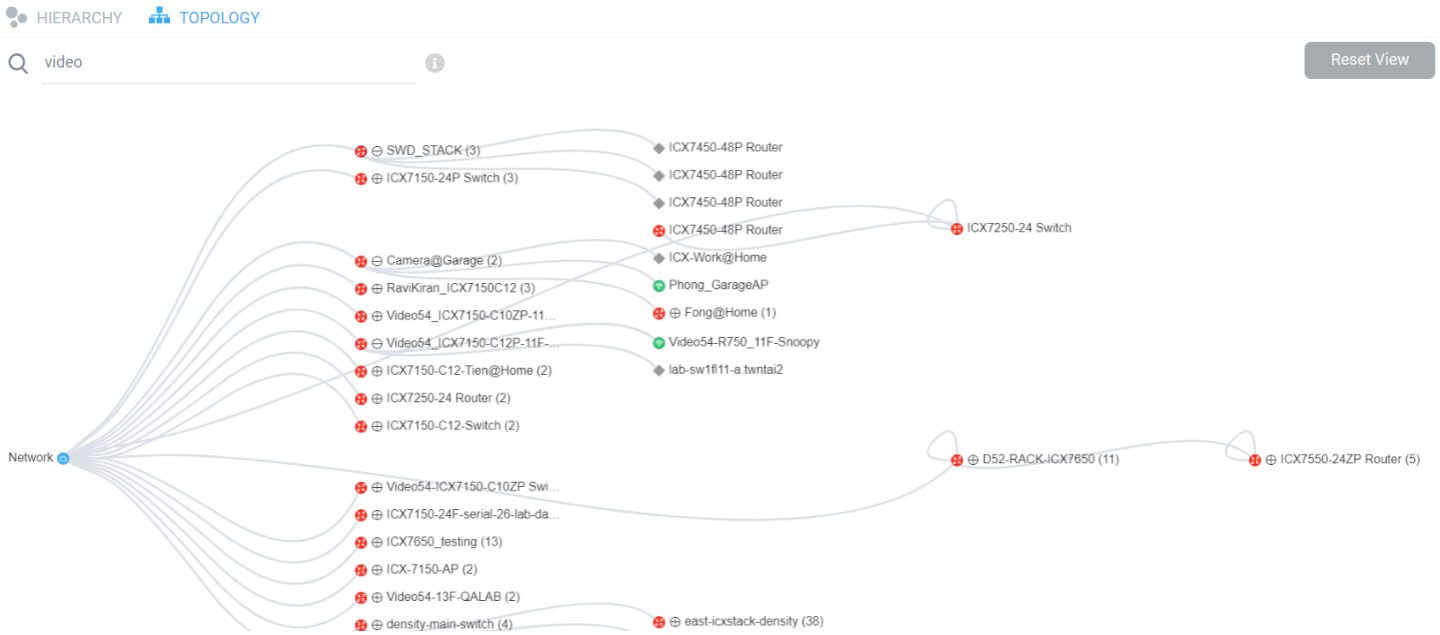 HIERARCHY TOPOLOGY
video
Reset View
SWD_STACK (3)
ICX7150-24P Switch (3)
Camera@Garage (2)
RaviKiran_ICX7150C12 (3)
Video54_ICX7150-C10ZP-11...
Video54_ICX7150-C12P-11F-...
ICX7150-C12-Tien@Home (2)
ICX7250-24 Router (2)
ICX7150-C12-Switch (2)
Network
Video54-ICX7150-C10ZP Swi...
ICX7150-24F-serial-26-lab-da...
ICX7650_testing (13)
ICX-7150-AP (2)
Video54-13F-QALAB (2)
density-main-switch (4)
ICX7450-48P Router
ICX7450-48P Router
ICX7450-48P Router
ICX7450-48P Router
ICX-Work@Home
Phong_GarageAP
Fong@Home (1)
Video54-R750_11F-Snoopy
lab-sw1fl11-a.twntai2
east-icxstack-density (38)
ICX7250-24 Switch
D52-RACK-ICX7650 (11)
ICX7550-24ZP Router (5)